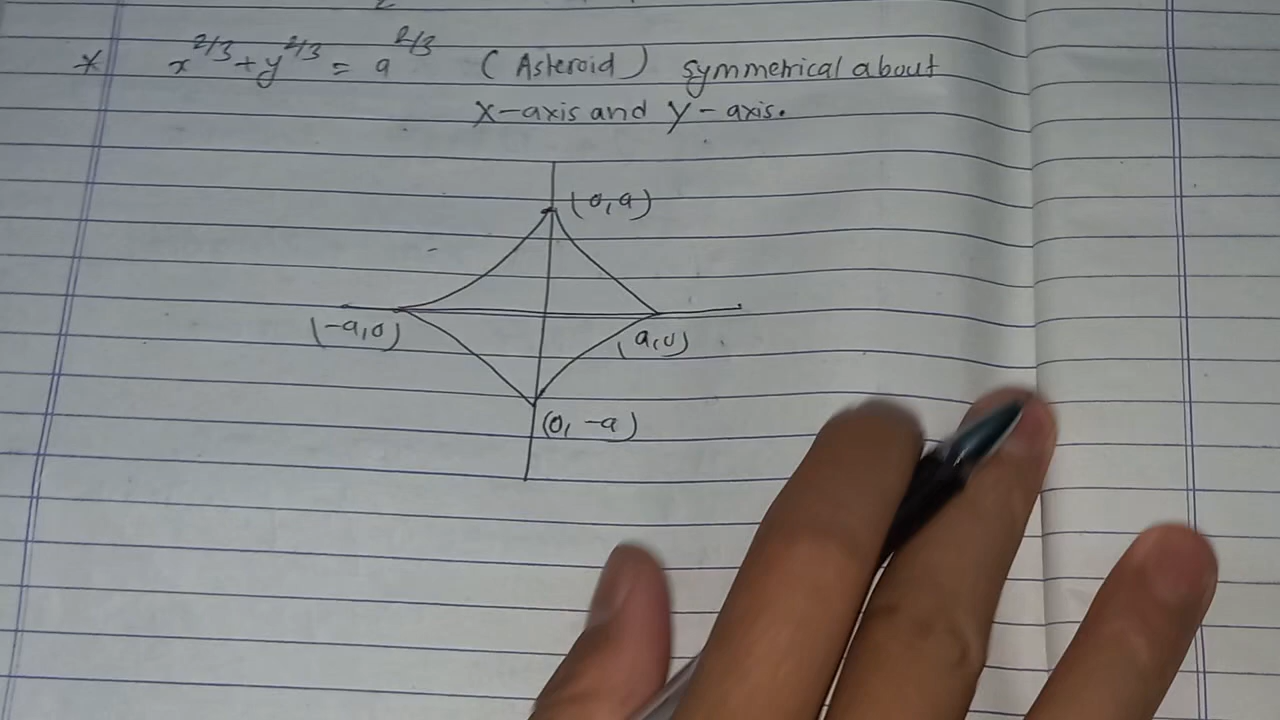 * x^2/3 + y^2/3 = a^2/3 (Asteroid) symmetrical about
X-axis and Y-axis.
(0,a)
(-a,0)
(a,0)
(0,-a)